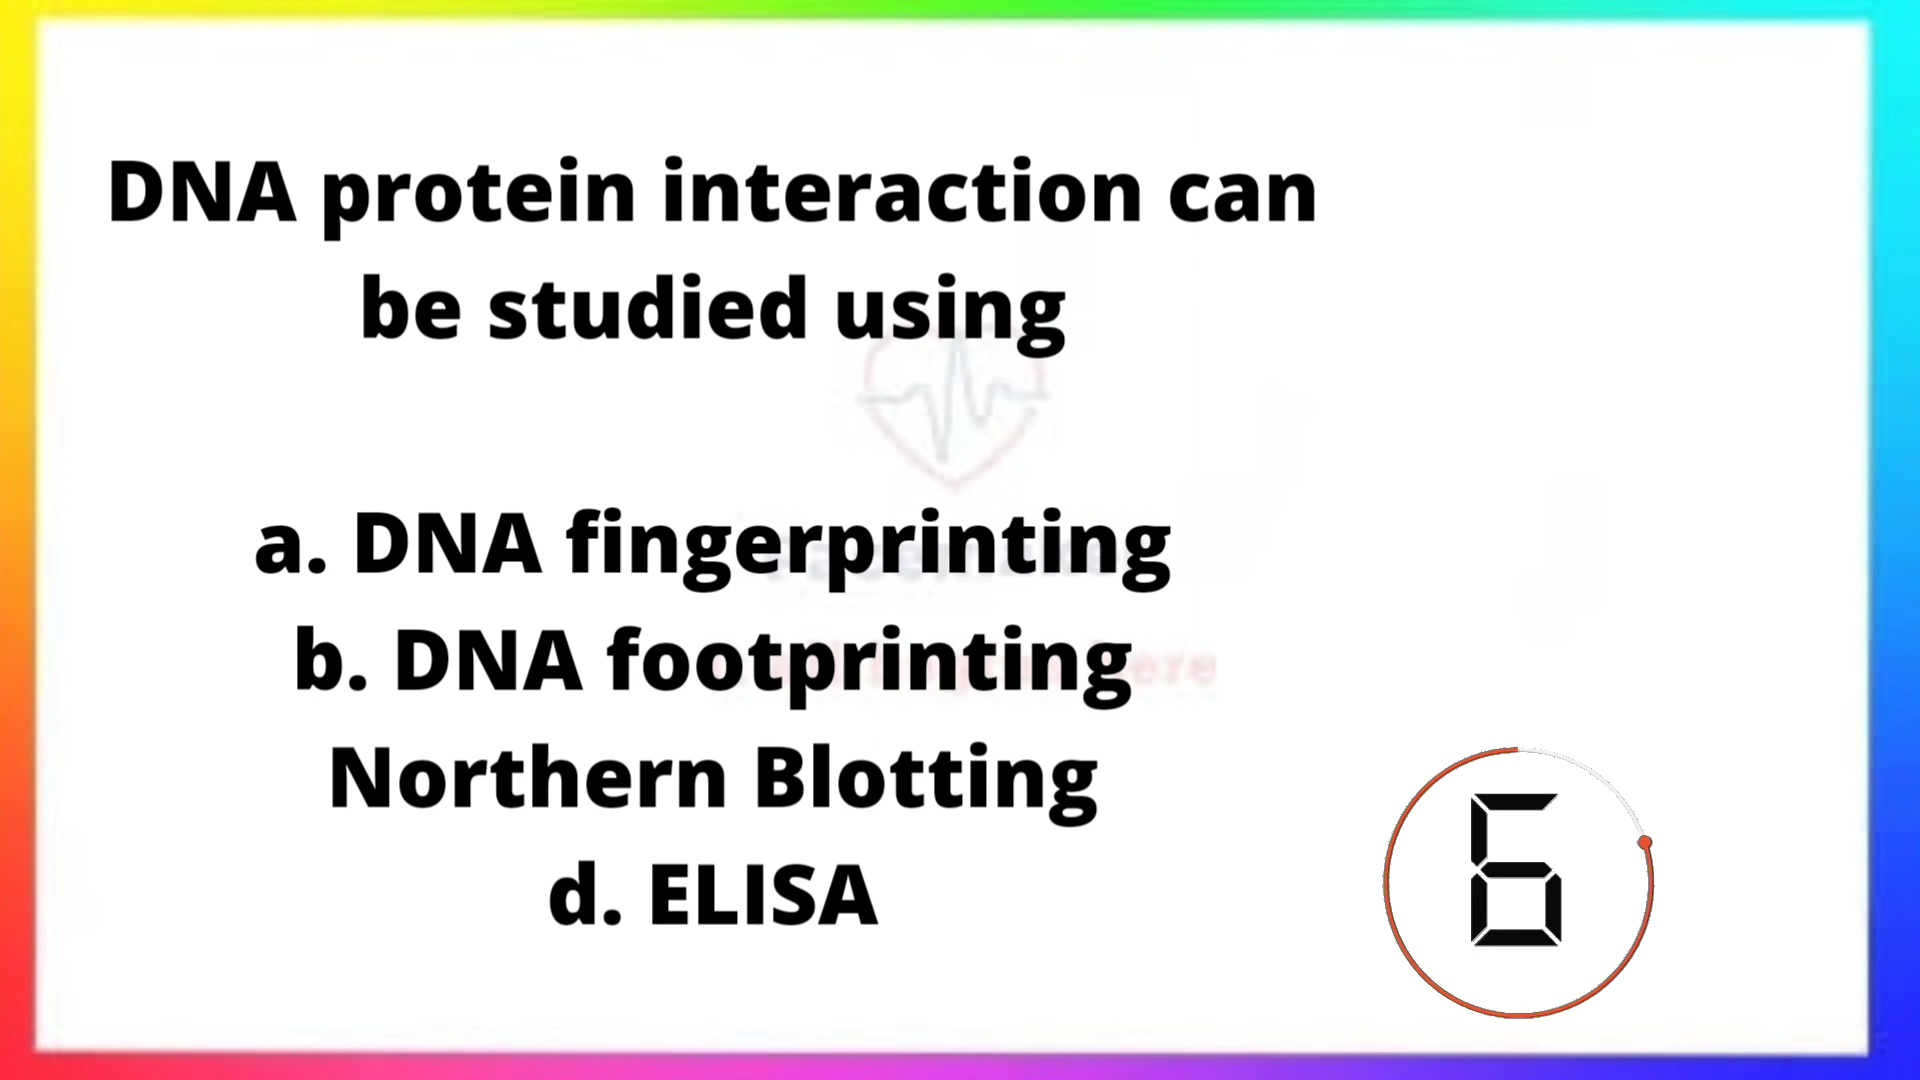 DNA protein interaction can
be studied using
a. DNA fingerprinting
b. DNA footprinting
Northern Blotting
d. ELISA
6